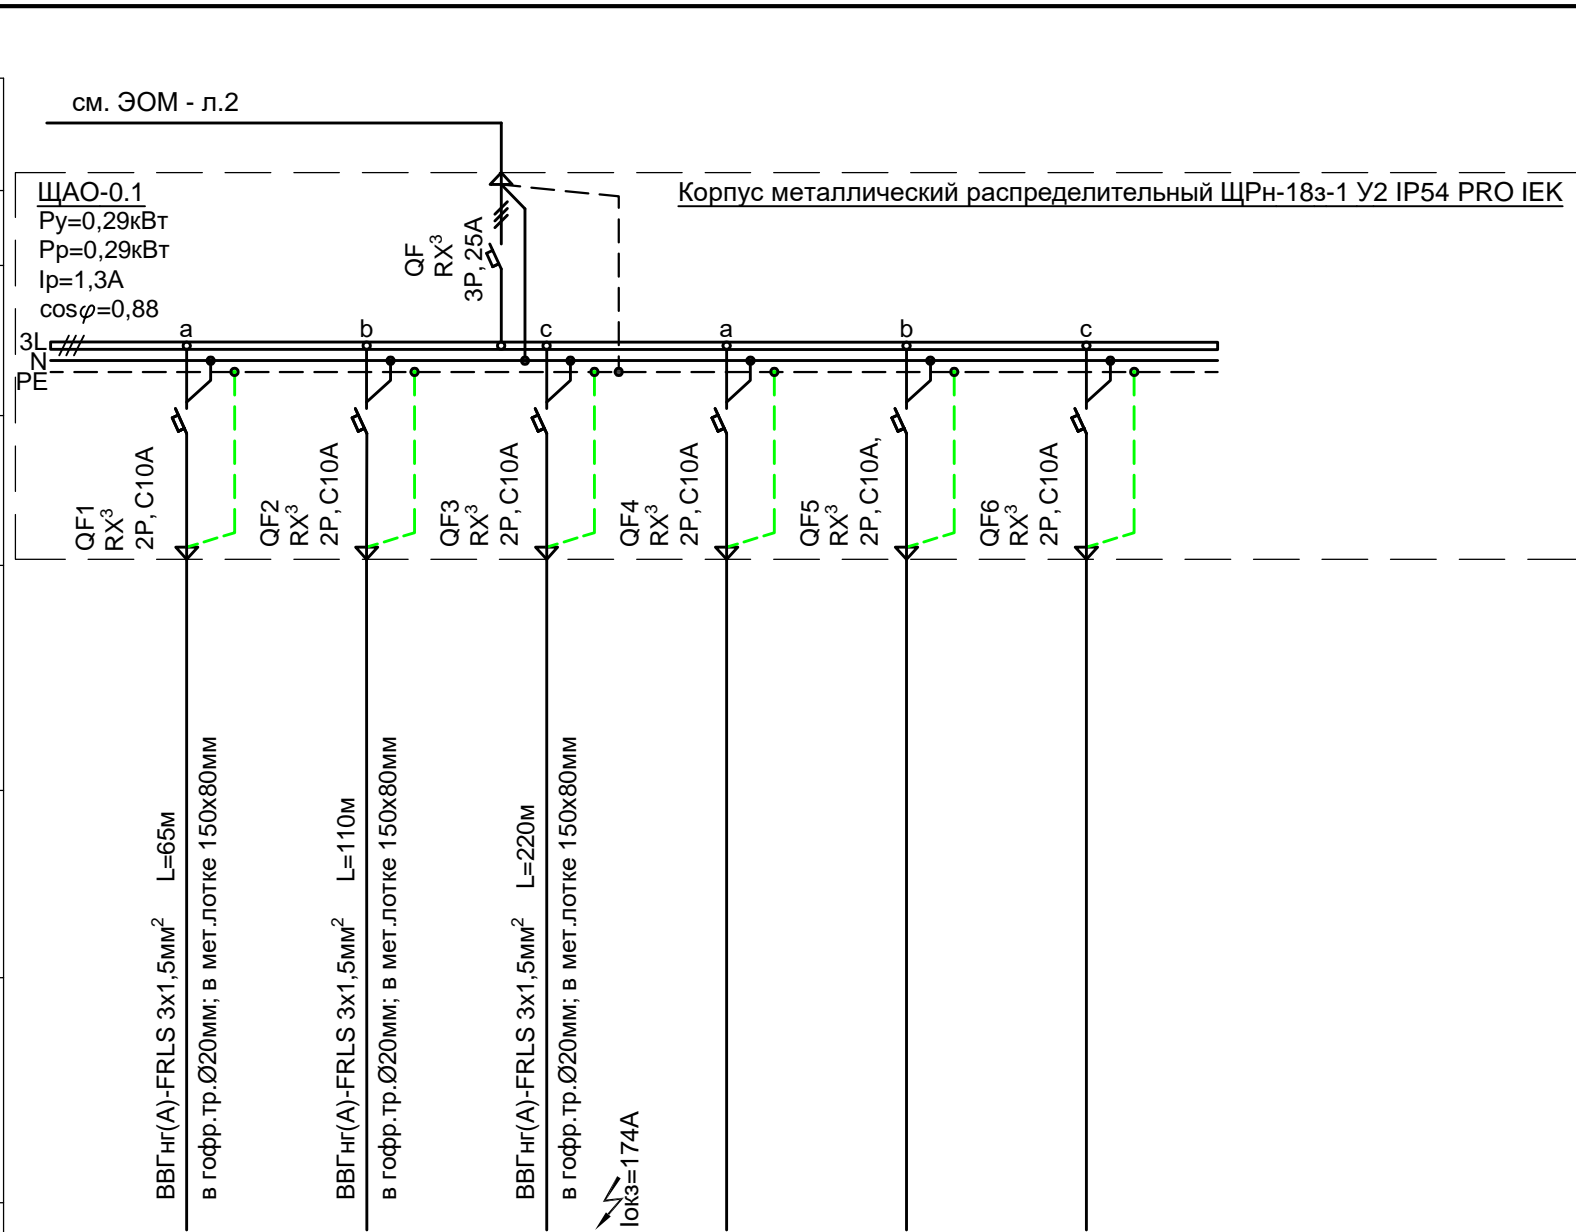 см. ЭОМ - л.2
ЩАО-0.1
Ру=0,29кВт
Рр=0,29кВт
Iр=1,3А
cosφ=0,88
Корпус металлический распределительный ЩРн-18з-1 У2 IP54 PRO IEK
QF
RX³
3P, 25A
3L
N
PE
a
b
c
a
b
c
QF1
RX³
2P, C10A
QF2
RX³
2P, C10A
QF3
RX³
2P, C10A
QF4
RX³
2P, C10A
QF5
RX³
2P, C10A,
QF6
RX³
2P, C10A
ВВГнг(А)-FRLS 3х1,5мм² L=65м
в гофр.тр.Ø20мм; в мет.лотке 150х80мм
ВВГнг(А)-FRLS 3х1,5мм² L=110м
в гофр.тр.Ø20мм; в мет.лотке 150х80мм
ВВГнг(А)-FRLS 3х1,5мм² L=220м
в гофр.тр.Ø20мм; в мет.лотке 150х80мм
Iокз=174А